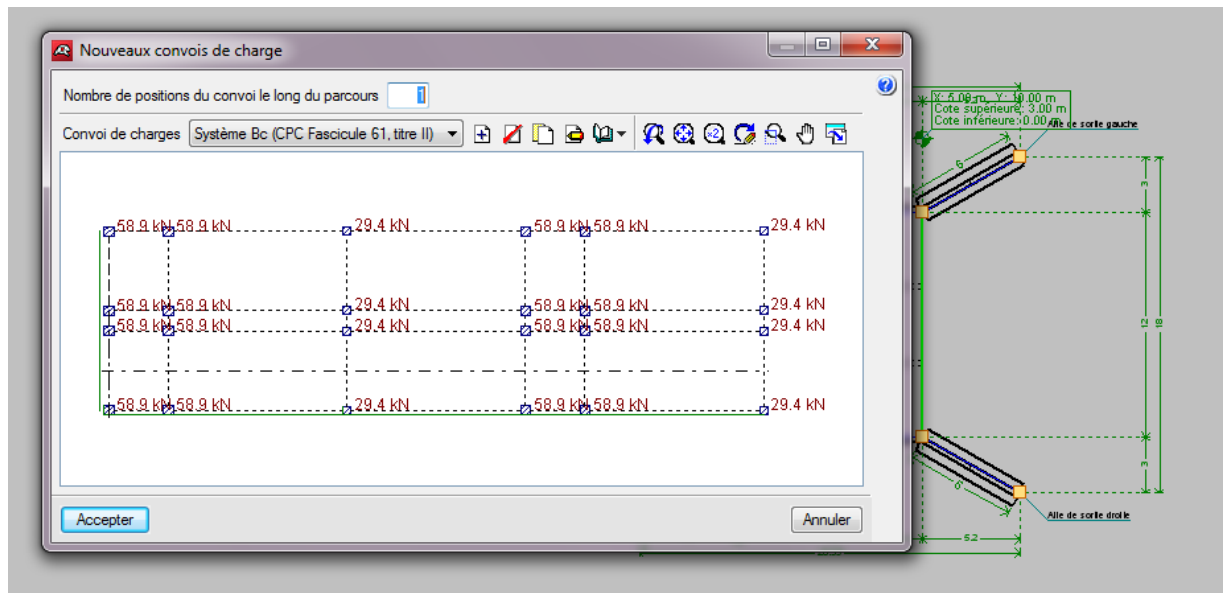 Nouveaux convois de charge
Nombre de positions du convoi le long du parcours 1
Convoi de charges Système Bc (CPC Fascicule 61, titre II)
58.9 kN 58.9 kN 29.4 kN 58.9 kN 58.9 kN 29.4 kN
58.9 kN 58.9 kN 29.4 kN 58.9 kN 58.9 kN 29.4 kN
58.9 kN 58.9 kN 29.4 kN 58.9 kN 58.9 kN 29.4 kN
58.9 kN 58.9 kN 29.4 kN 58.9 kN 58.9 kN 29.4 kN
Accepter
Annuler
X: 5.00 m, Y: 10.00 m
Cote supérieure: 3.00 m
Cote inférieure: 0.00 m
Alle de sortie gauche
6
3
12
18
3
6
Alle de sortie droite
5.2